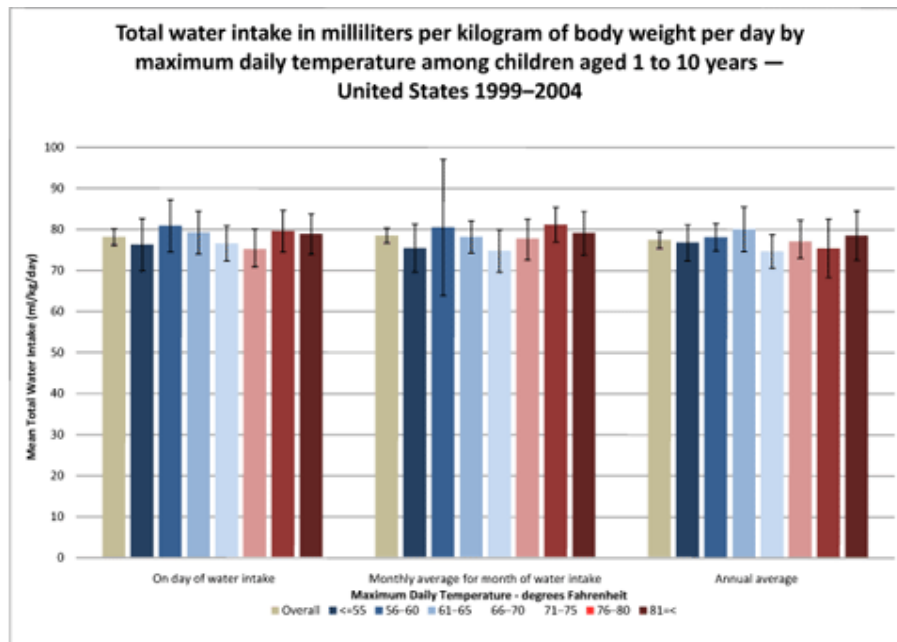 Total water intake in milliliters per kilogram of body weight per day by
maximum daily temperature among children aged 1 to 10 years —
United States 1999–2004
Mean Total Water Intake (ml/kg/day)
100
90
80
70
60
50
40
30
20
10
0
On day of water intake Monthly average for month of water intake Annual average
Maximum Daily Temperature - degrees Fahrenheit
Overall <=55 56–60 61–65 66–70 71–75 76–80 81=<